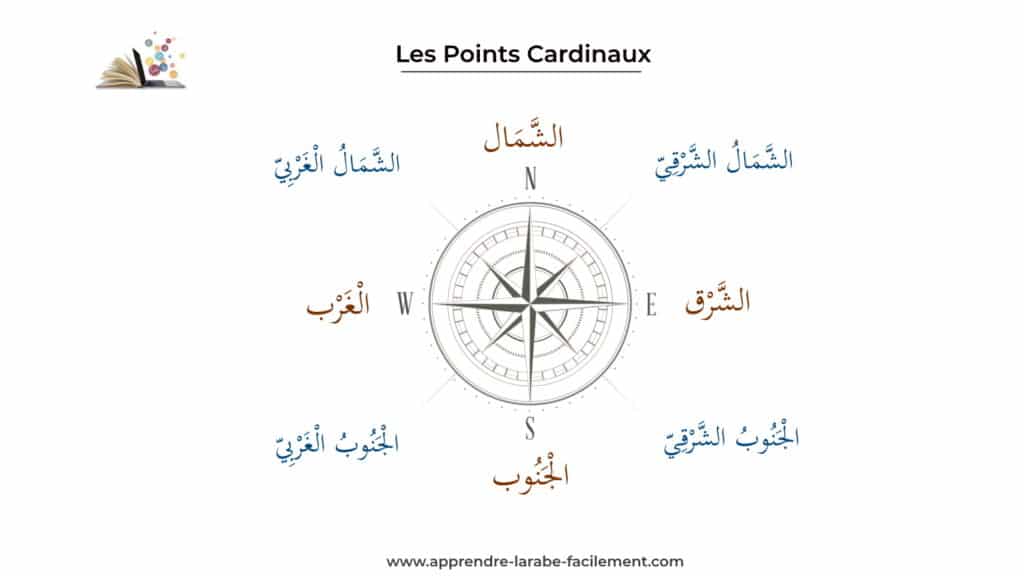 Les Points Cardinaux
الشَّمَال
الشَّمَالُ الْغَرْبِيّ
الشَّمَالُ الشَّرْقِيّ
N
الْغَرْب
W
E
الشَّرْق
S
الْجَنُوبُ الْغَرْبِيّ
الْجَنُوبُ الشَّرْقِيّ
الْجَنُوب
www.apprendre-larabe-facilement.com